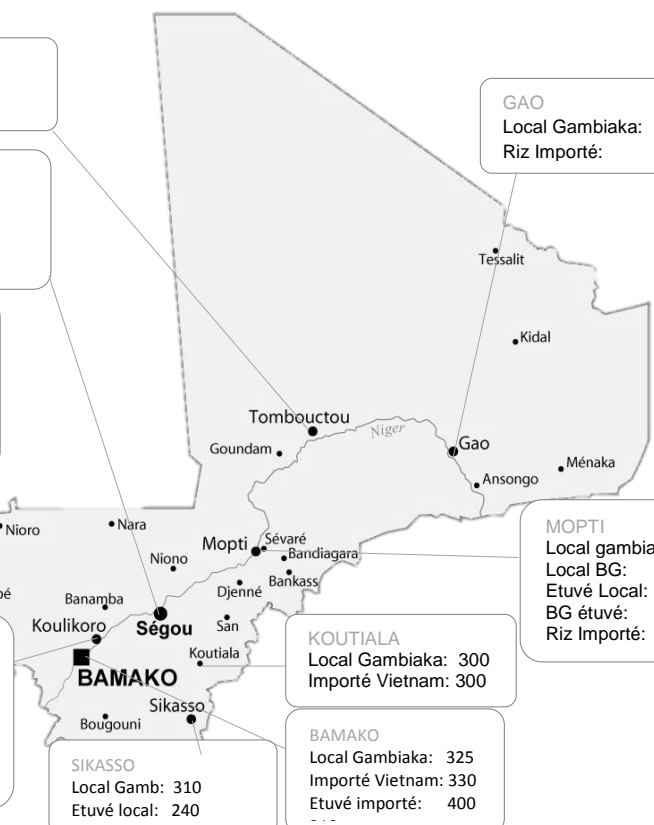 GAO
Local Gambiaka:
Riz Importé:
Tessalit
Kidal
Tombouctou
Niger
Goundam
Gao
Ménaka
Ansongo
Nioro
Nara
Mopti
Sévaré
Bandiagara
Niono
Bankass
Djenné
Banamba
Koulikoro
Ségou
San
Koutiala
BAMAKO
Sikasso
Bougouni
MOPTI
Local gambia
Local BG:
Etuvé Local:
BG étuvé:
Riz Importé:
KOUTIALA
Local Gambiaka: 300
Importé Vietnam: 300
SIKASSO
Local Gamb: 310
Etuvé local: 240
BAMAKO
Local Gambiaka: 325
Importé Vietnam: 330
Etuvé importé: 400